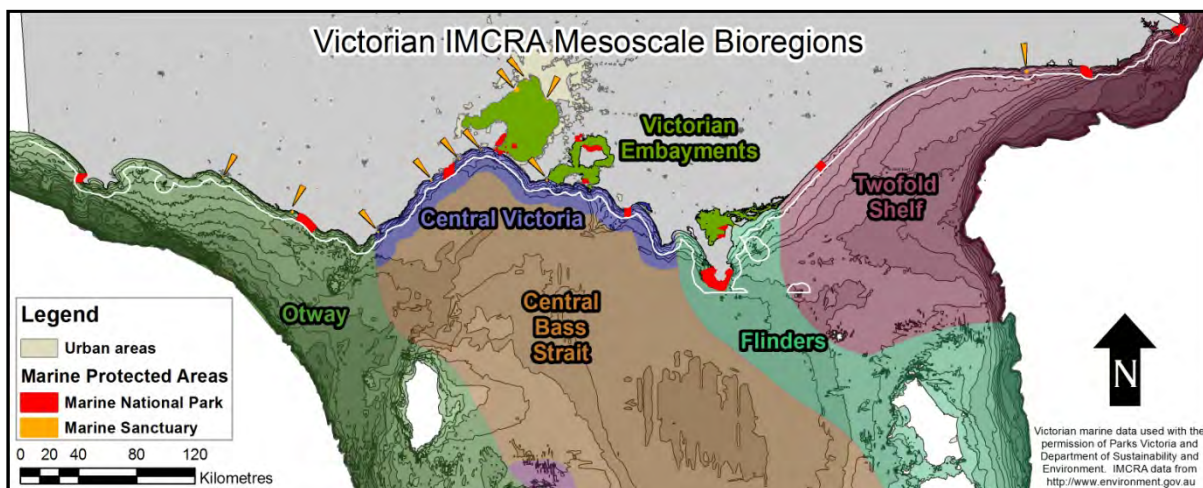 Victorian IMCRA Mesoscale Bioregions
Victorian
Embayments
Twofold
Shelf
Central Victoria
Central
Bass
Strait
Otway
Flinders
Legend
Urban areas
Marine Protected Areas
Marine National Park
Marine Sanctuary
0 20 40 80 120
Kilometres
N
Victorian marine data used with the
permission of Parks Victoria and
Department of Sustainability and
Environment. IMCRA data from
http://www.environment.gov.au